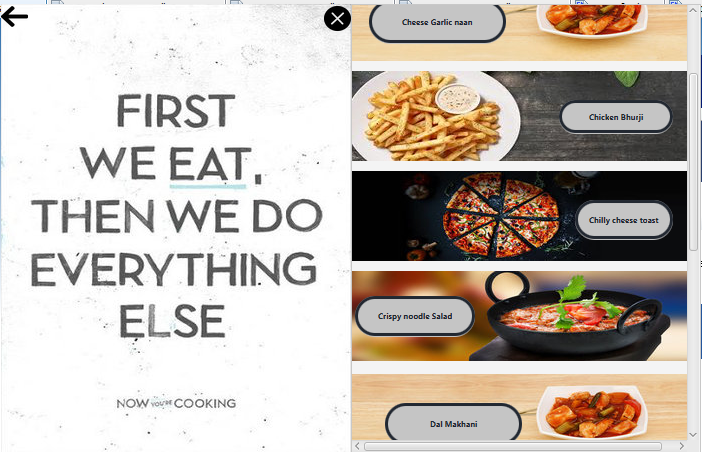 FIRST
WE EAT,
THEN WE DO
EVERYTHING
ELSE
NOW YOU'RE COOKING
Cheese Garlic naan
Chicken Bhurji
Chilly cheese toast
Crispy noodle Salad
Dal Makhani